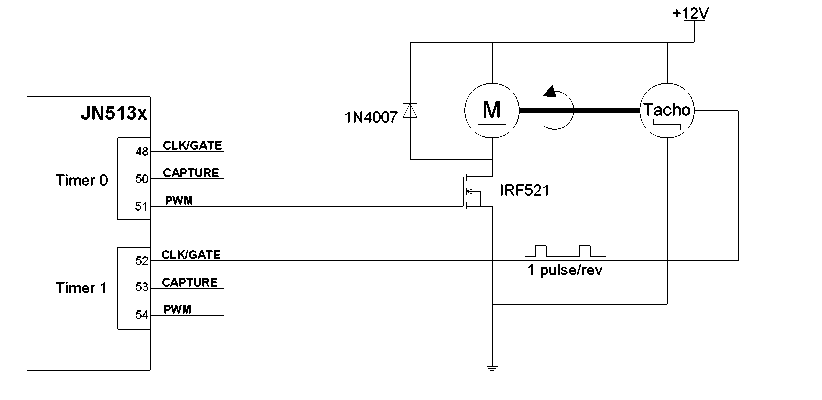 +12V
JN513x
1N4007
M
Tacho
48 CLK/GATE
Timer 0
50 CAPTURE
51 PWM
IRF521
52 CLK/GATE
1 pulse/rev
Timer 1
53 CAPTURE
54 PWM